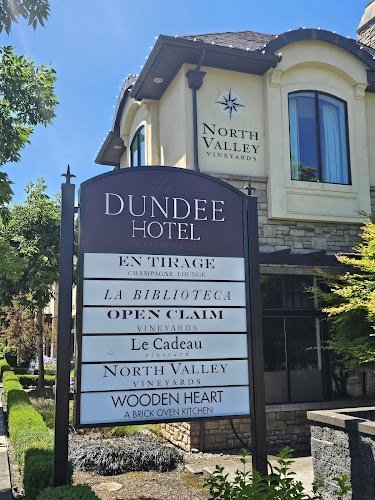 NORTH
VALLEY
VINEYARDS
the
DUNDEE
HOTEL
EN TIRAGE
CHAMPAGNE LOUNGE
LA BIBLIOTECA
OPEN CLAIM
VINEYARDS
Le Cadeau
vineyard
NORTH VALLEY
VINEYARDS
WOODEN HEART
A BRICK OVEN KITCHEN